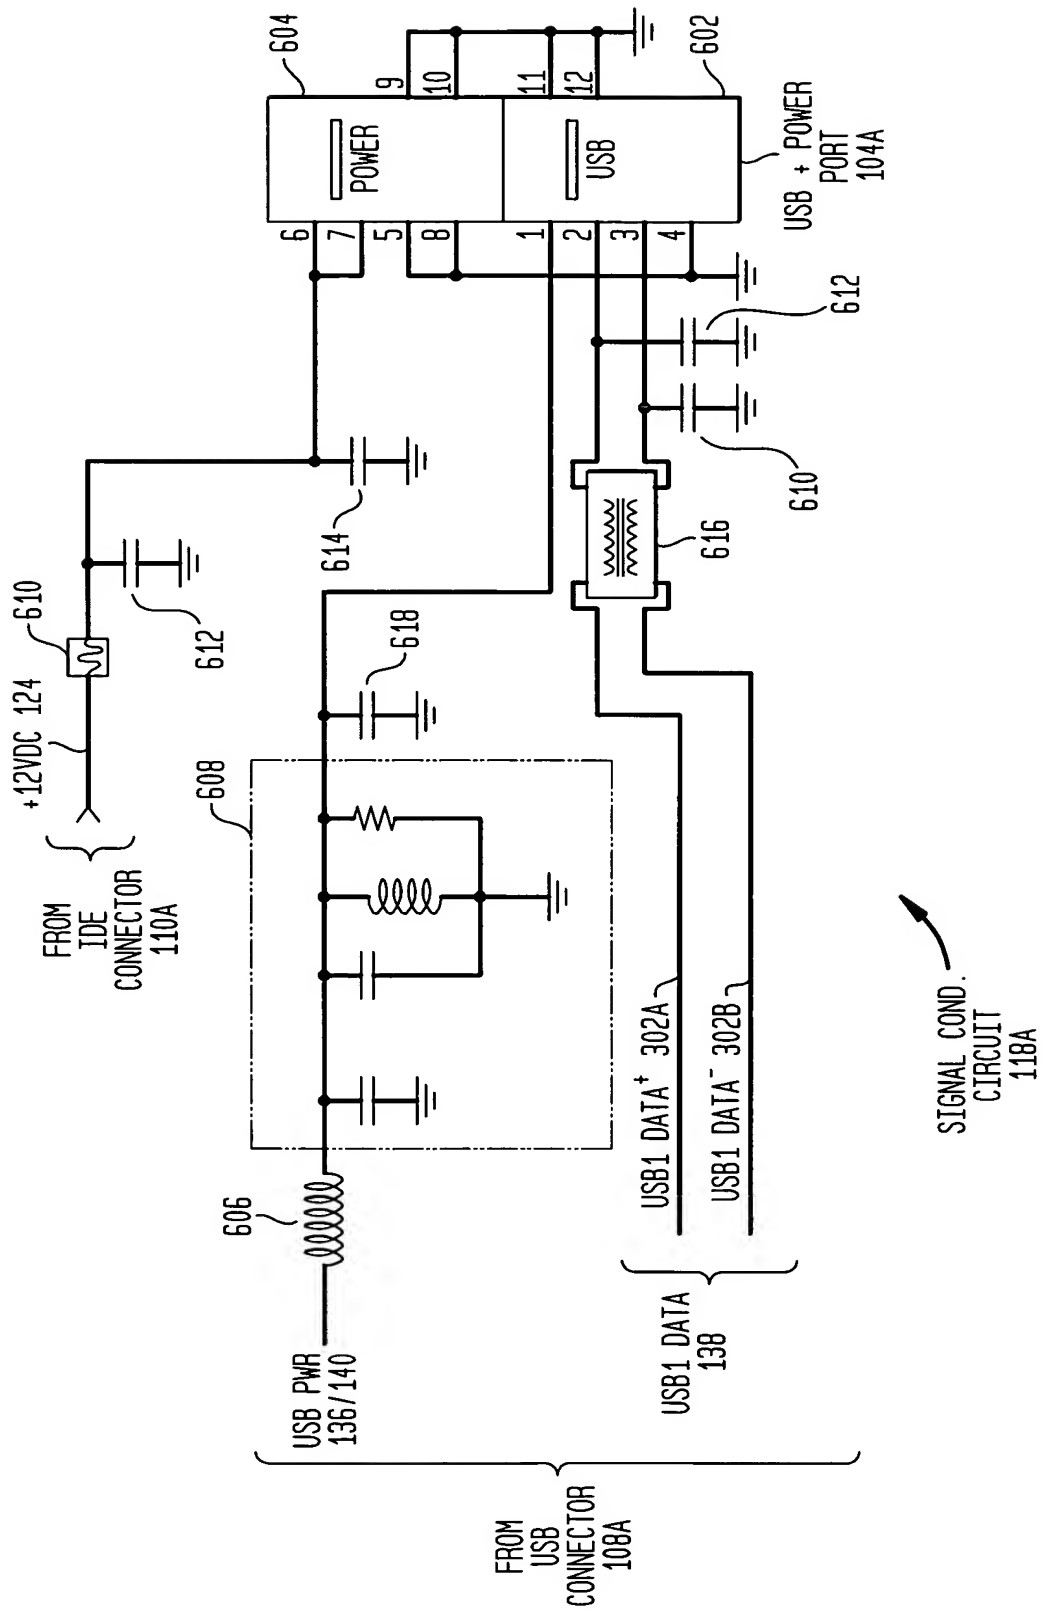 FROM
IDE
CONNECTOR
110A
+12VDC 124
610
612
614
604
POWER
6
7
5
8
9
10
USB
1
2
3
4
11
12
602
USB + POWER
PORT
104A
612
610
616
618
608
606
USB PWR
136/140
USB1 DATA⁺ 302A
USB1 DATA⁻ 302B
USB1 DATA
138
FROM
USB
CONNECTOR
108A
SIGNAL COND.
CIRCUIT
118A